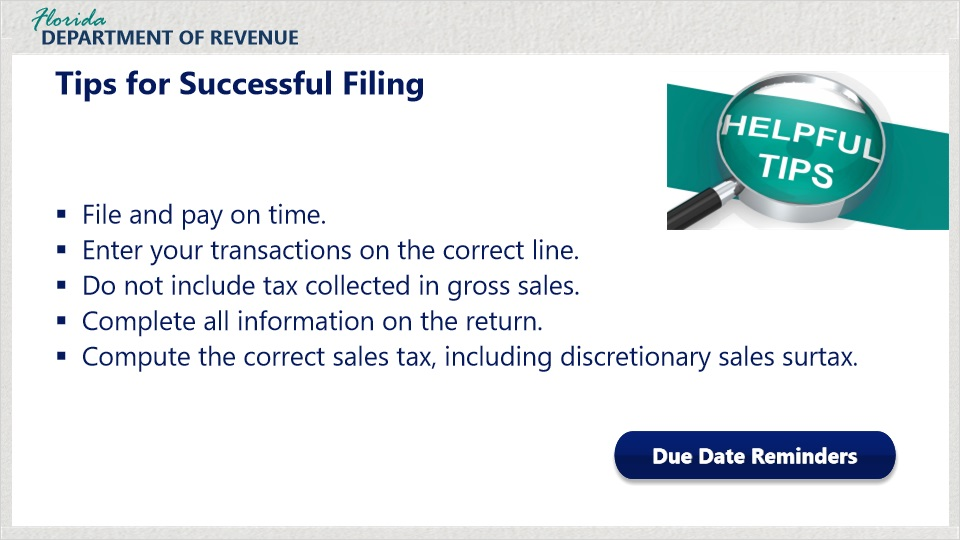 Florida
DEPARTMENT OF REVENUE
Tips for Successful Filing
HELPFUL
TIPS
▪ File and pay on time.
▪ Enter your transactions on the correct line.
▪ Do not include tax collected in gross sales.
▪ Complete all information on the return.
▪ Compute the correct sales tax, including discretionary sales surtax.
Due Date Reminders